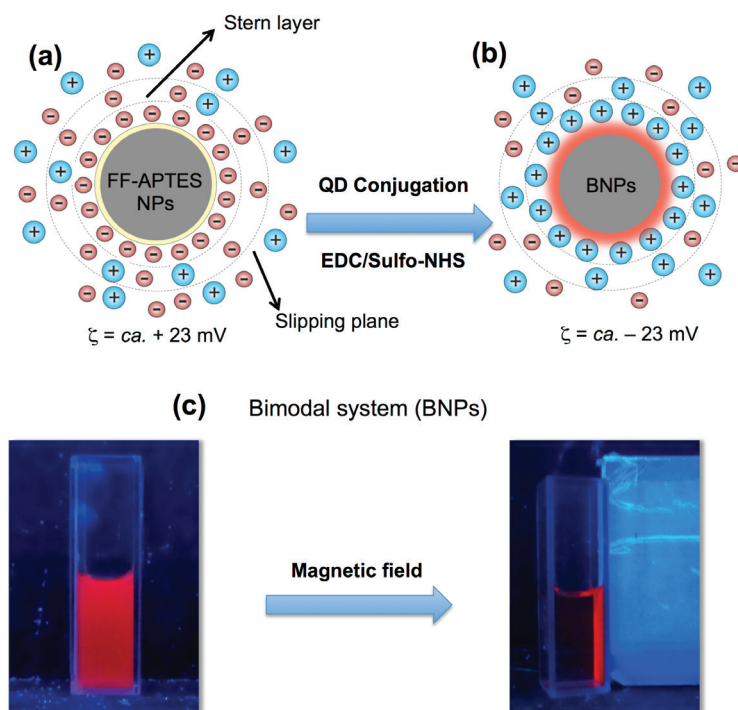 (a)
Stern layer
(b)
FF-APTES
NPs
QD Conjugation
EDC/Sulfo-NHS
BNPs
Slipping plane
ζ = ca. + 23 mV
ζ = ca. – 23 mV
(c) Bimodal system (BNPs)
Magnetic field